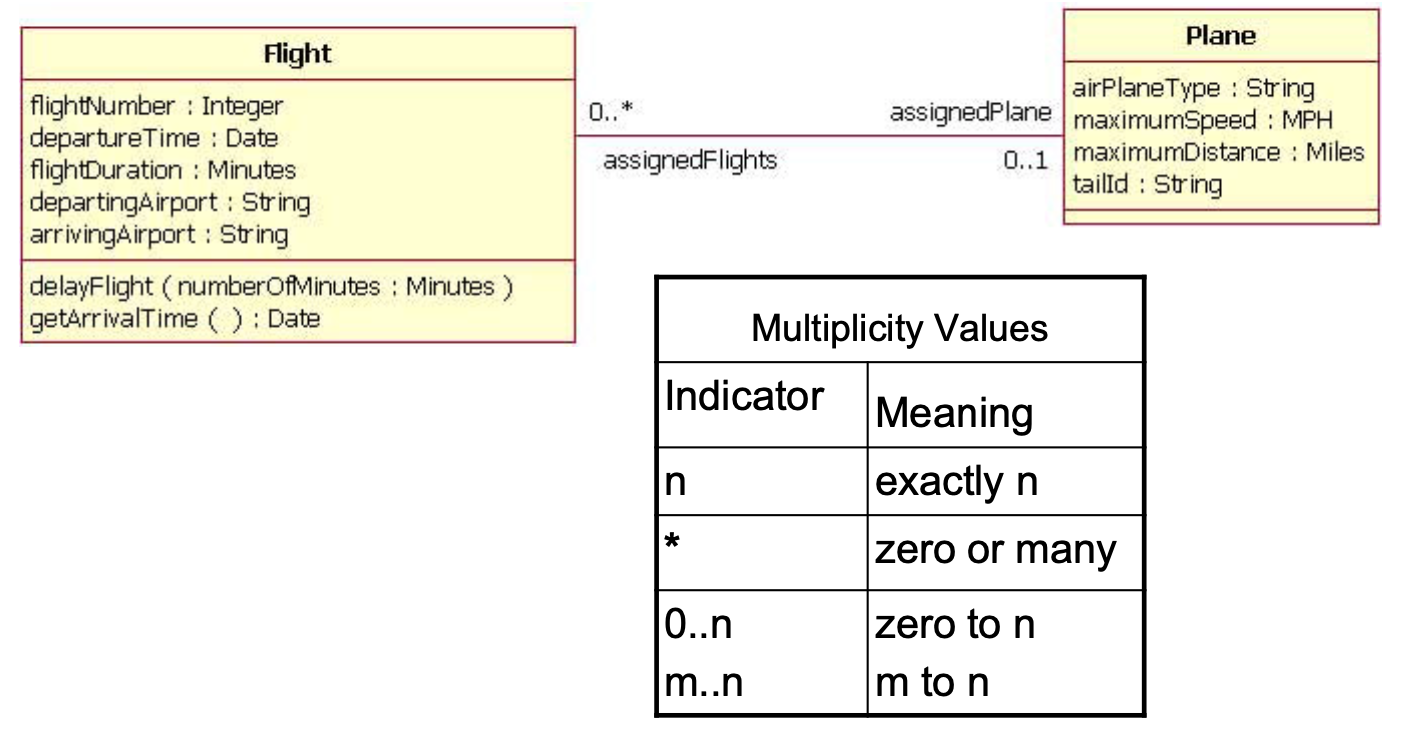 Flight
flightNumber : Integer
departureTime : Date
flightDuration : Minutes
departingAirport : String
arrivingAirport : String
delayFlight ( numberOfMinutes : Minutes )
getArrivalTime ( ) : Date
0..*
assignedFlights
assignedPlane
0..1
Plane
airPlaneType : String
maximumSpeed : MPH
maximumDistance : Miles
tailId : String
Multiplicity Values
Indicator Meaning
n exactly n
* zero or many
0..n zero to n
m..n m to n